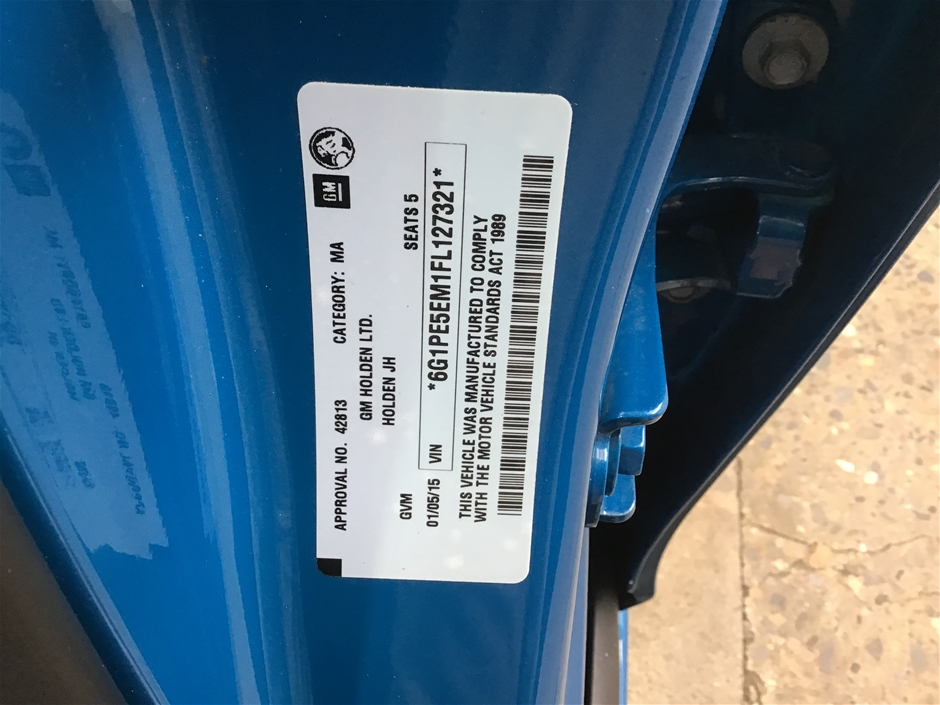 GM
APPROVAL NO. 42813 CATEGORY: MA
GM HOLDEN LTD.
HOLDEN JH
GVM SEATS 5
01/05/15 VIN *6G1PE5EM1FL127321*
THIS VEHICLE WAS MANUFACTURED TO COMPLY
WITH THE MOTOR VEHICLE STANDARDS ACT 1989